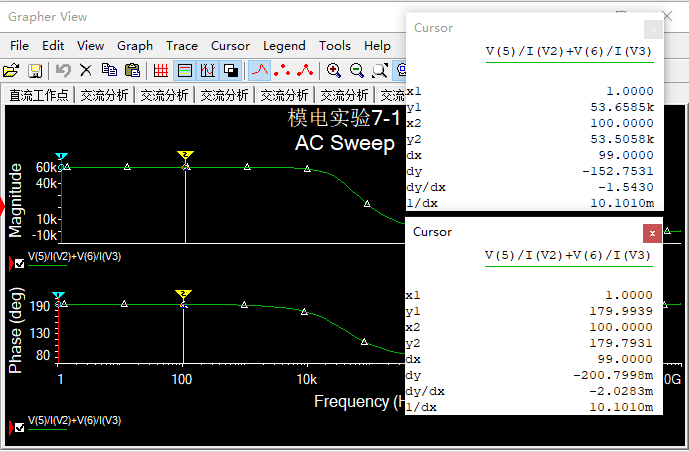 Grapher View
File Edit View Graph Trace Cursor Legend Tools Help
直流工作点 交流分析 交流分析 交流分析 交流分析 交流分析 交流分析
模电实验7-1
AC Sweep
Magnitude
60k
40k
10k
-10k
1
2
V(5)/I(V2)+V(6)/I(V3)
Phase (deg)
190
130
80
1
2
1 100 10k 0G
Frequency (H
V(5)/I(V2)+V(6)/I(V3)
Cursor x
V(5)/I(V2)+V(6)/I(V3)
x1 1.0000
y1 53.6585k
x2 100.0000
y2 53.5058k
dx 99.0000
dy -152.7531
dy/dx -1.5430
1/dx 10.1010m
Cursor x
V(5)/I(V2)+V(6)/I(V3)
x1 1.0000
y1 179.9939
x2 100.0000
y2 179.7931
dx 99.0000
dy -200.7998m
dy/dx -2.0283m
1/dx 10.1010m